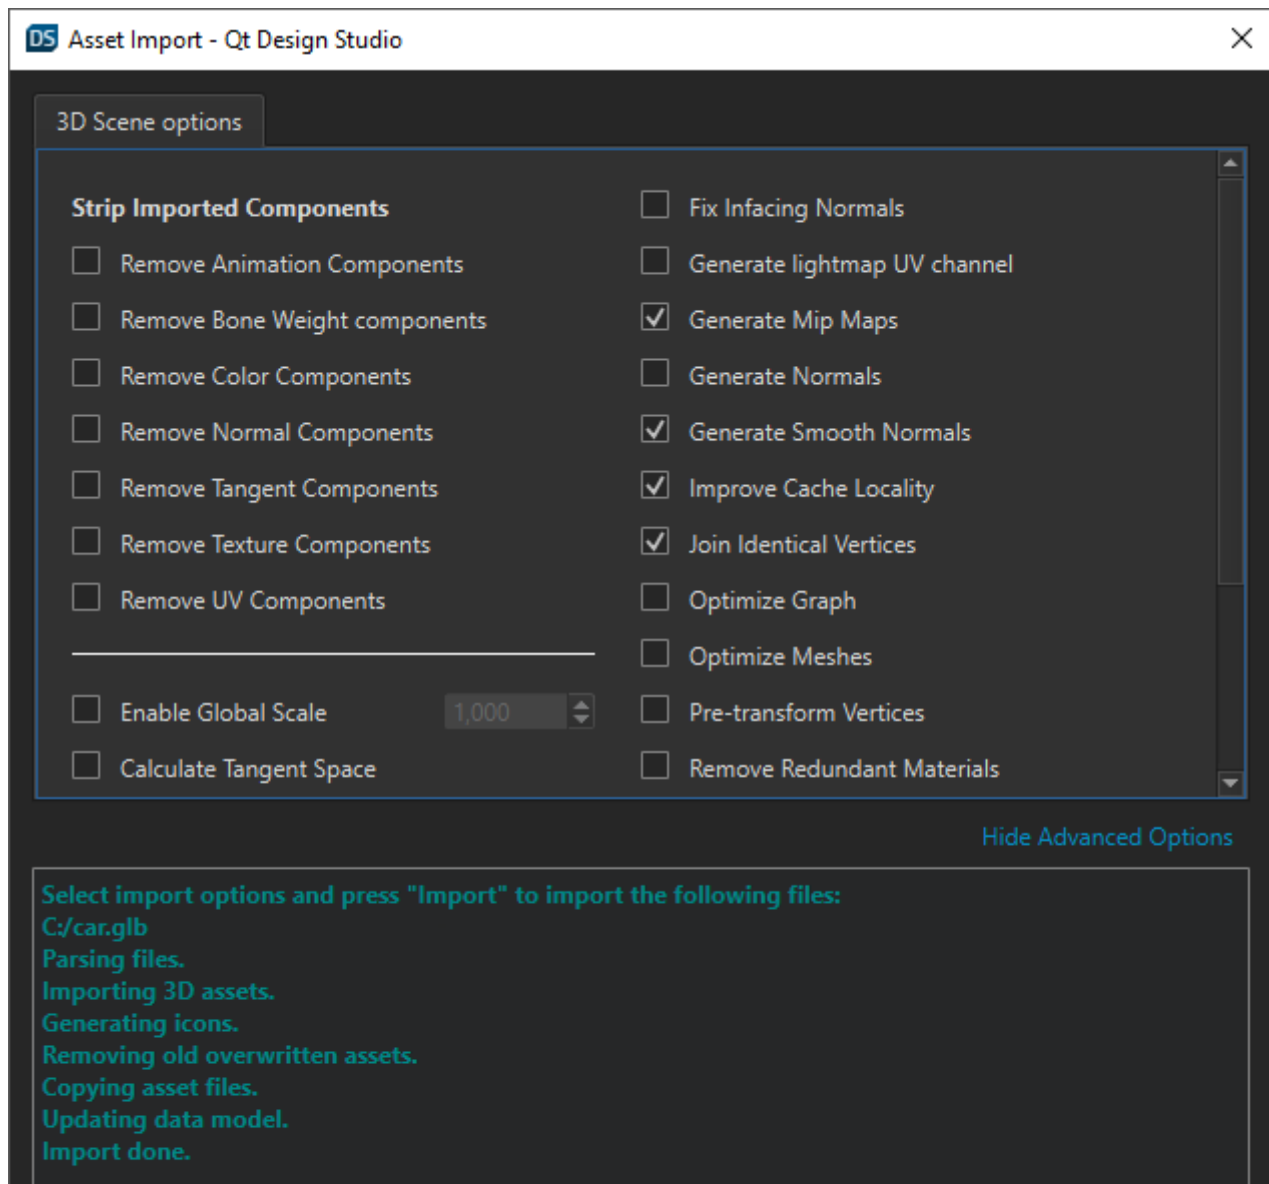 DS Asset Import - Qt Design Studio
3D Scene options
Strip Imported Components
Remove Animation Components
Remove Bone Weight components
Remove Color Components
Remove Normal Components
Remove Tangent Components
Remove Texture Components
Remove UV Components
Enable Global Scale 1,000
Calculate Tangent Space
Fix Infacing Normals
Generate lightmap UV channel
Generate Mip Maps
Generate Normals
Generate Smooth Normals
Improve Cache Locality
Join Identical Vertices
Optimize Graph
Optimize Meshes
Pre-transform Vertices
Remove Redundant Materials
Hide Advanced Options
Select import options and press "Import" to import the following files:
C:/car.glb
Parsing files.
Importing 3D assets.
Generating icons.
Removing old overwritten assets.
Copying asset files.
Updating data model.
Import done.